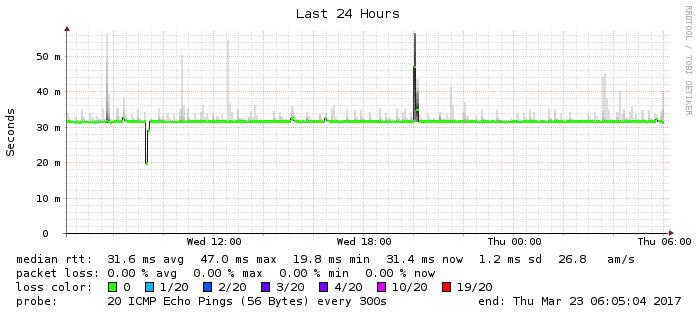 Last 24 Hours
RRDTOOL / TOBI OETIKER
Seconds
50 m
40 m
30 m
20 m
10 m
0
Wed 12:00 Wed 18:00 Thu 00:00 Thu 06:00
median rtt: 31.6 ms avg 47.0 ms max 19.8 ms min 31.4 ms now 1.2 ms sd 26.8 am/s
packet loss: 0.00 % avg 0.00 % max 0.00 % min 0.00 % now
loss color: 0 1/20 2/20 3/20 4/20 10/20 19/20
probe: 20 ICMP Echo Pings (56 Bytes) every 300s end: Thu Mar 23 06:05:04 2017